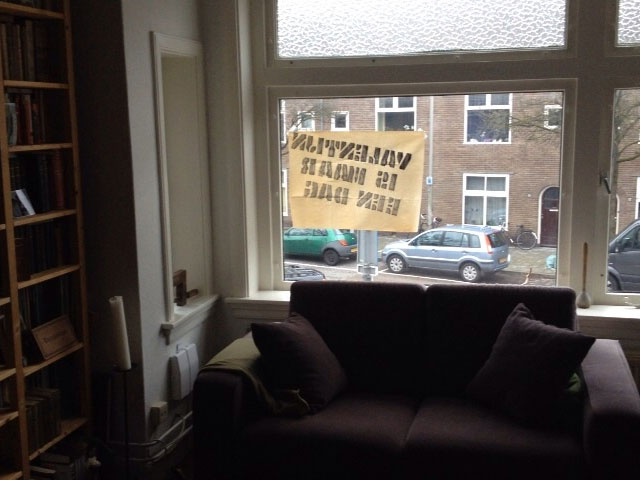 VALENTIJN
IS MAAR
EEN DAG